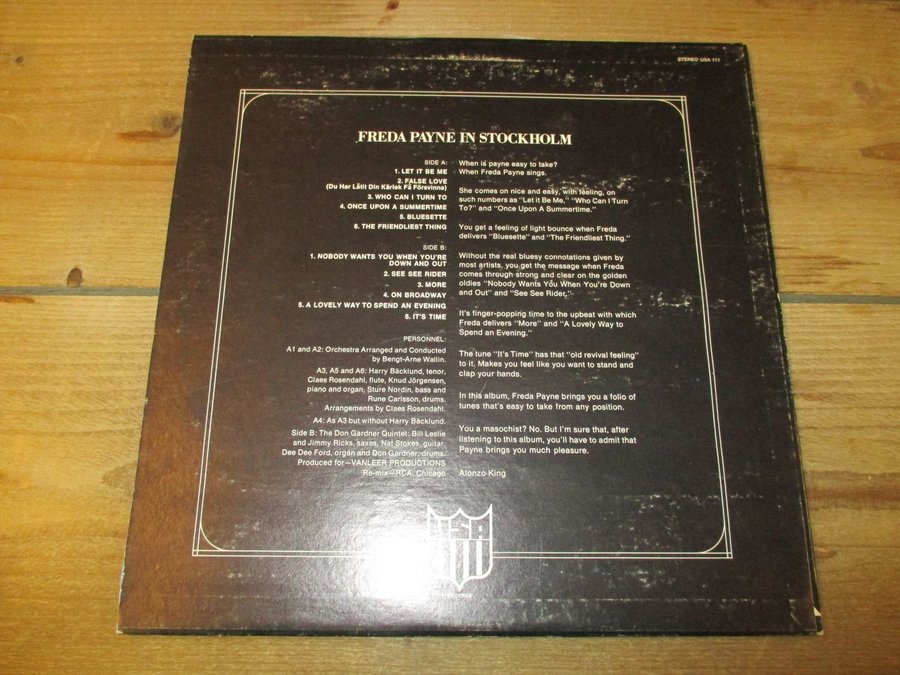 STEREO USA 111
FREDA PAYNE IN STOCKHOLM
SIDE A:
1. LET IT BE ME
2. FALSE LOVE
(Du Har Låtit Din Kärlek Få Försvinna)
3. WHO CAN I TURN TO
4. ONCE UPON A SUMMERTIME
5. BLUESETTE
6. THE FRIENDLIEST THING
SIDE B:
1. NOBODY WANTS YOU WHEN YOU'RE
DOWN AND OUT
2. SEE SEE RIDER
3. MORE
4. ON BROADWAY
5. A LOVELY WAY TO SPEND AN EVENING
6. IT'S TIME
PERSONNEL:
A1 and A2: Orchestra Arranged and Conducted
by Bengt-Arne Wallin.
A3, A5 and A6: Harry Bäcklund, tenor,
Claes Rosendahl, flute, Knud Jörgensen,
piano and organ, Sture Nordin, bass and
Rune Carlsson, drums.
Arrangements by Claes Rosendahl.
A4: As A3 but without Harry Bäcklund.
Side B: The Don Gardner Quintet: Bill Leslie
and Jimmy Ricks, saxes, Nat Stokes, guitar,
Dee Dee Ford, organ and Don Gardner, drums.
Produced for—VANLEER PRODUCTIONS
Re-mix—RCA, Chicago
When is payne easy to take?
When Freda Payne sings.
She comes on nice and easy, with feeling, on
such numbers as "Let it Be Me," "Who Can I Turn
To?" and "Once Upon A Summertime."
You get a feeling of light bounce when Freda
delivers "Bluesette" and "The Friendliest Thing."
Without the real bluesy connotations given by
most artists, you get the message when Freda
comes through strong and clear on the golden
oldies "Nobody Wants You When You're Down
and Out" and "See See Rider."
It's finger-popping time to the upbeat with which
Freda delivers "More" and "A Lovely Way to
Spend an Evening."
The tune "It's Time" has that "old revival feeling"
to it. Makes you feel like you want to stand and
clap your hands.
In this album, Freda Payne brings you a folio of
tunes that's easy to take from any position.
You a masochist? No. But I'm sure that, after
listening to this album, you'll have to admit that
Payne brings you much pleasure.
Alonzo King
USA
RECORDS